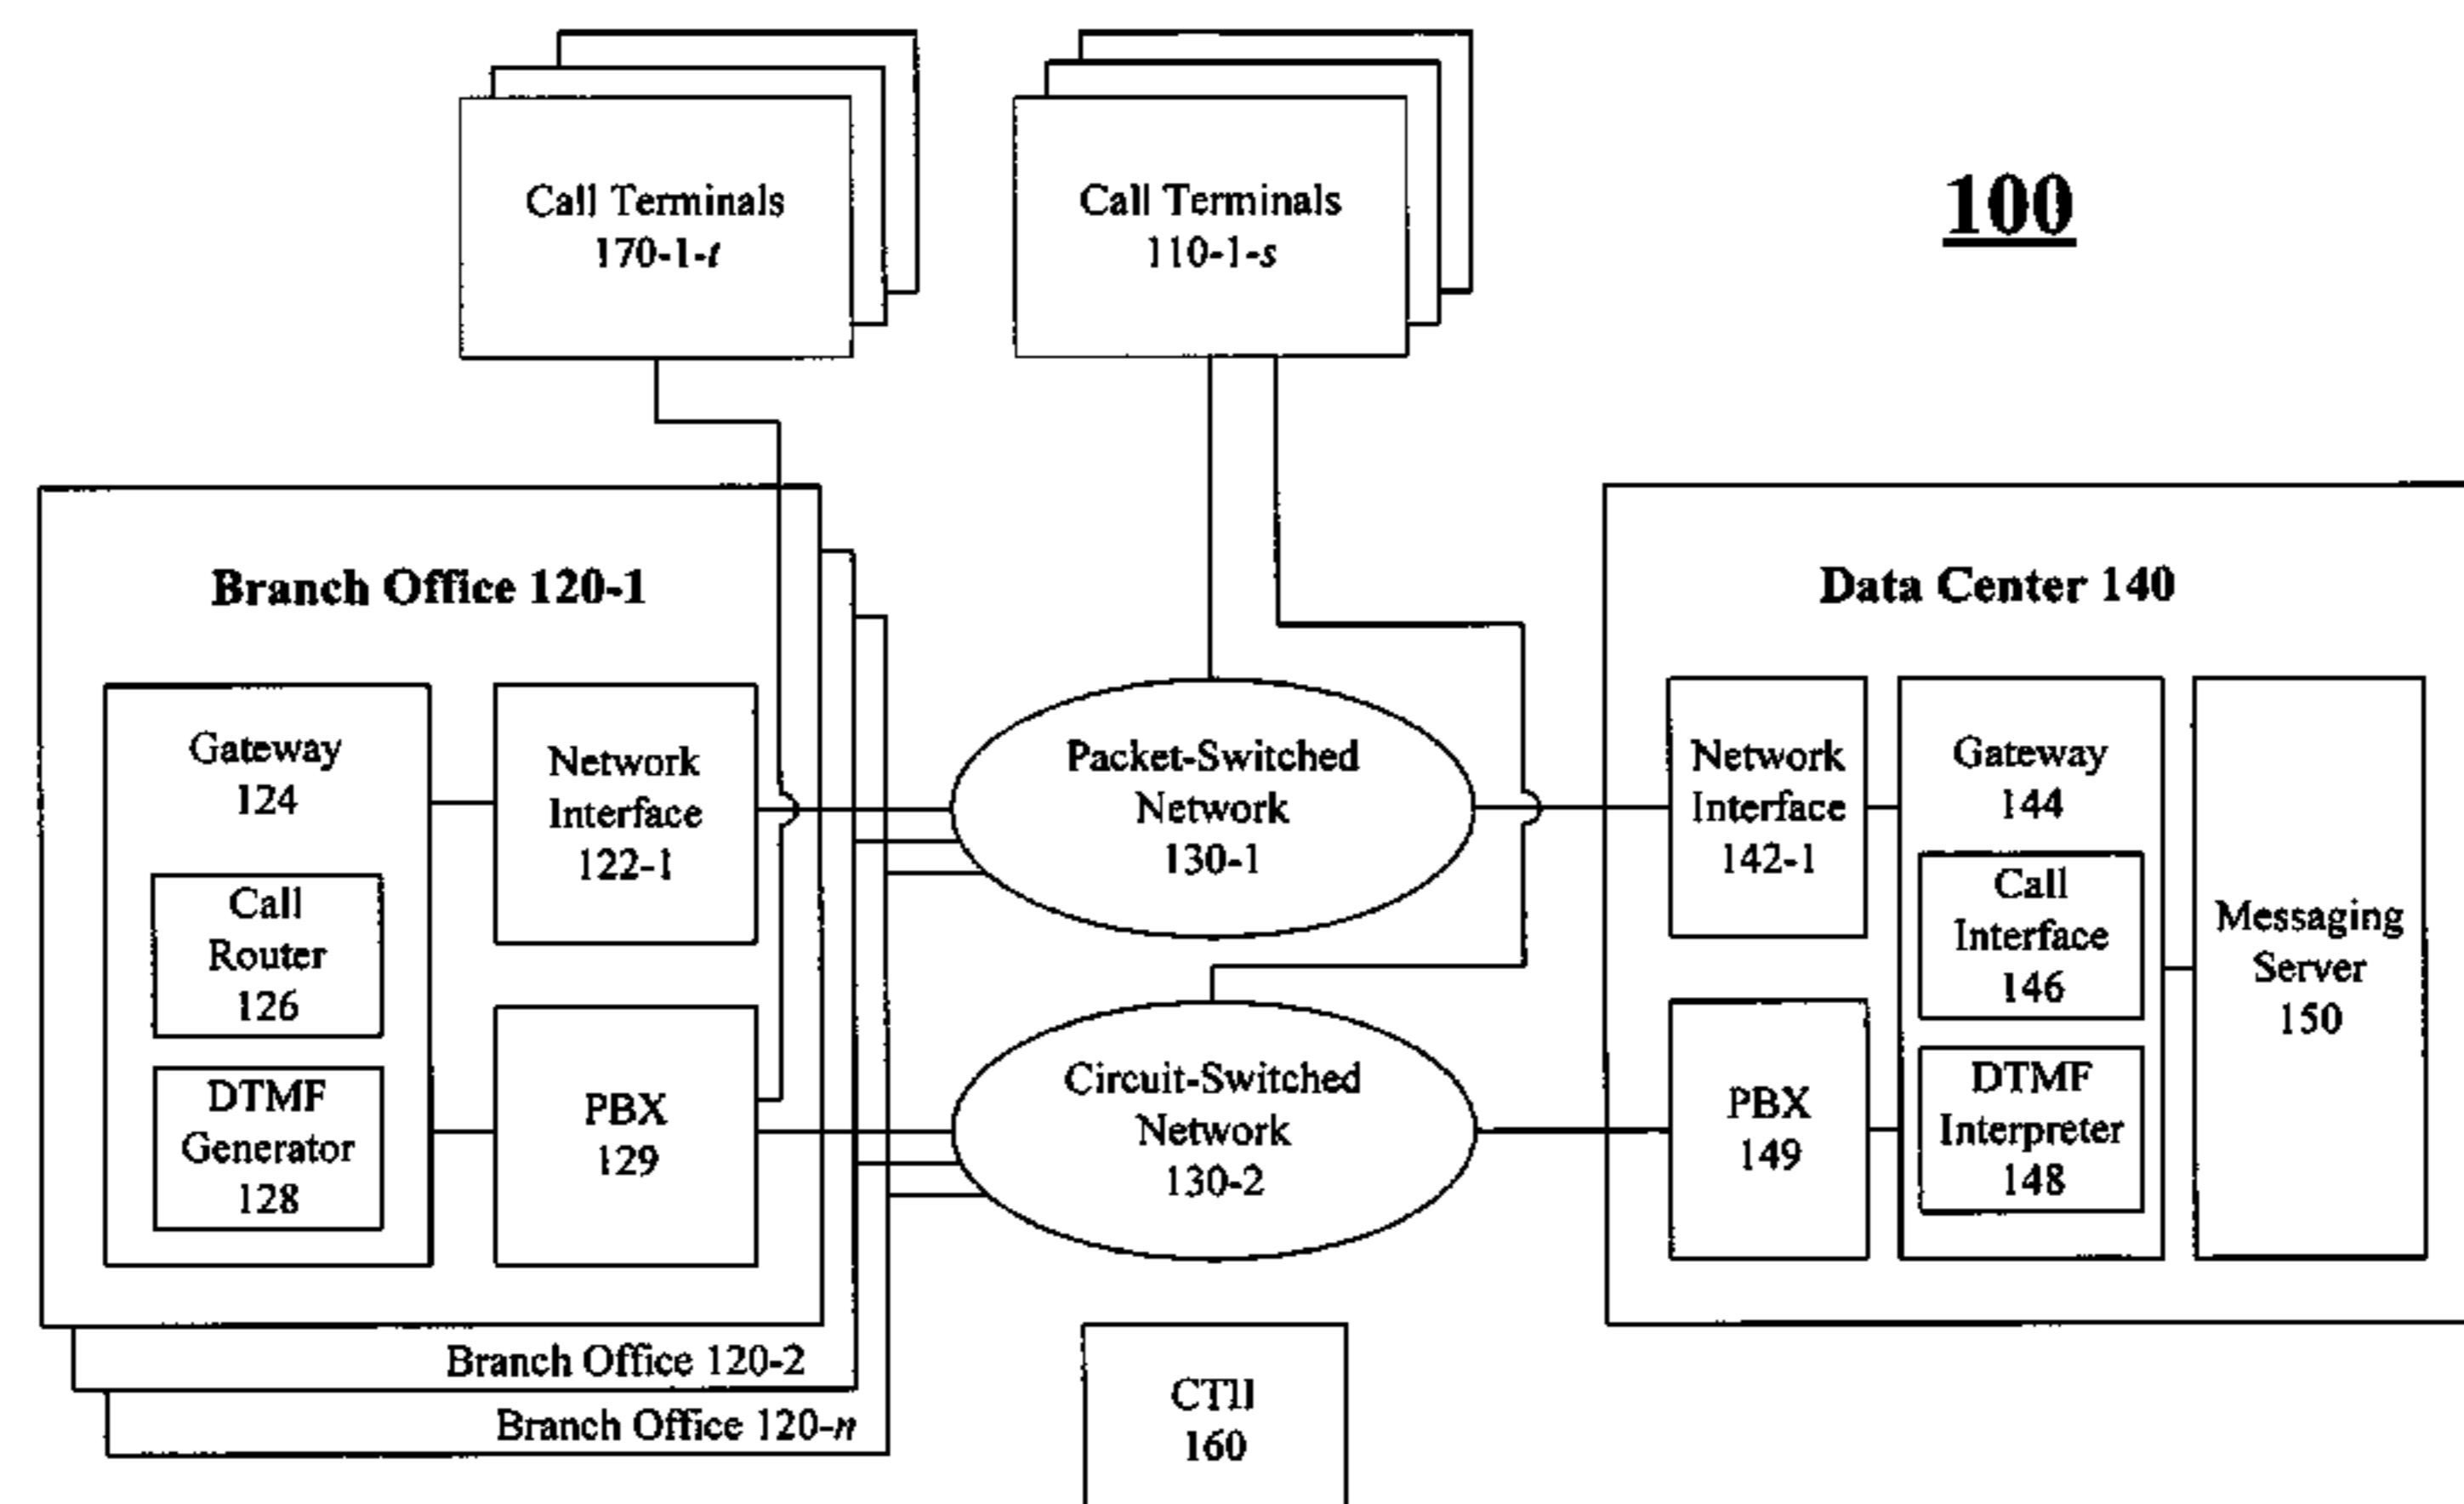 Call Terminals
170-1-t
Call Terminals
110-1-s
100
Branch Office 120-1
Gateway
124
Call
Router
126
DTMF
Generator
128
Network
Interface
122-1
PBX
129
Branch Office 120-2
Branch Office 120-n
Packet-Switched
Network
130-1
Circuit-Switched
Network
130-2
CTII
160
Data Center 140
Network
Interface
142-1
PBX
149
Gateway
144
Call
Interface
146
DTMF
Interpreter
148
Messaging
Server
150